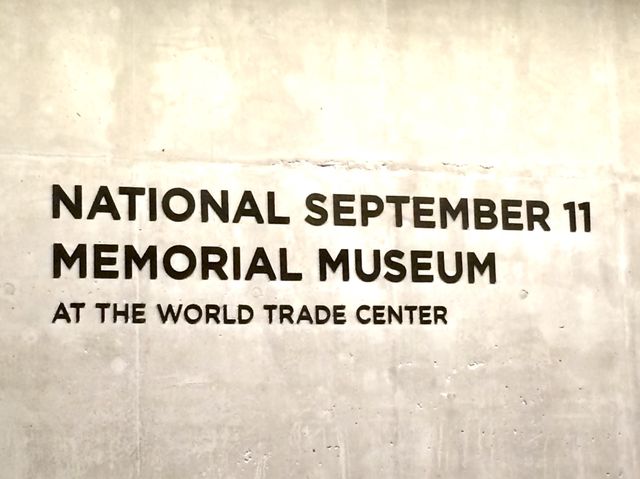 NATIONAL SEPTEMBER 11
MEMORIAL MUSEUM
AT THE WORLD TRADE CENTER